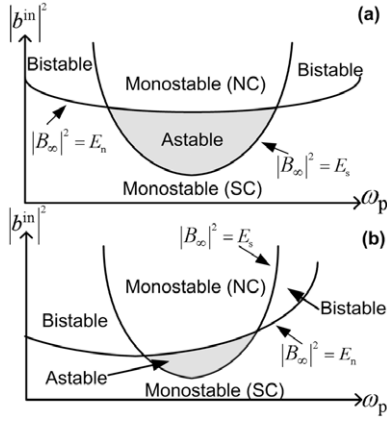 |b^in|^2
(a)
Bistable
Bistable
Monostable (NC)
|B_∞|^2 = E_n
Astable
|B_∞|^2 = E_s
Monostable (SC)
ω_p
|b^in|^2
(b)
|B_∞|^2 = E_s
Monostable (NC)
Bistable
Bistable
|B_∞|^2 = E_n
Astable
Monostable (SC)
ω_p